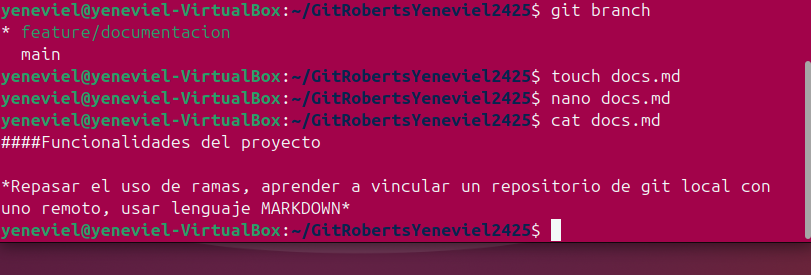 yeneviel@yeneviel-VirtualBox:~/GitRobertsYeneviel2425$ git branch
* feature/documentacion
  main
yeneviel@yeneviel-VirtualBox:~/GitRobertsYeneviel2425$ touch docs.md
yeneviel@yeneviel-VirtualBox:~/GitRobertsYeneviel2425$ nano docs.md
yeneviel@yeneviel-VirtualBox:~/GitRobertsYeneviel2425$ cat docs.md
####Funcionalidades del proyecto
*Repasar el uso de ramas, aprender a vincular un repositorio de git local con
uno remoto, usar lenguaje MARKDOWN*
yeneviel@yeneviel-VirtualBox:~/GitRobertsYeneviel2425$